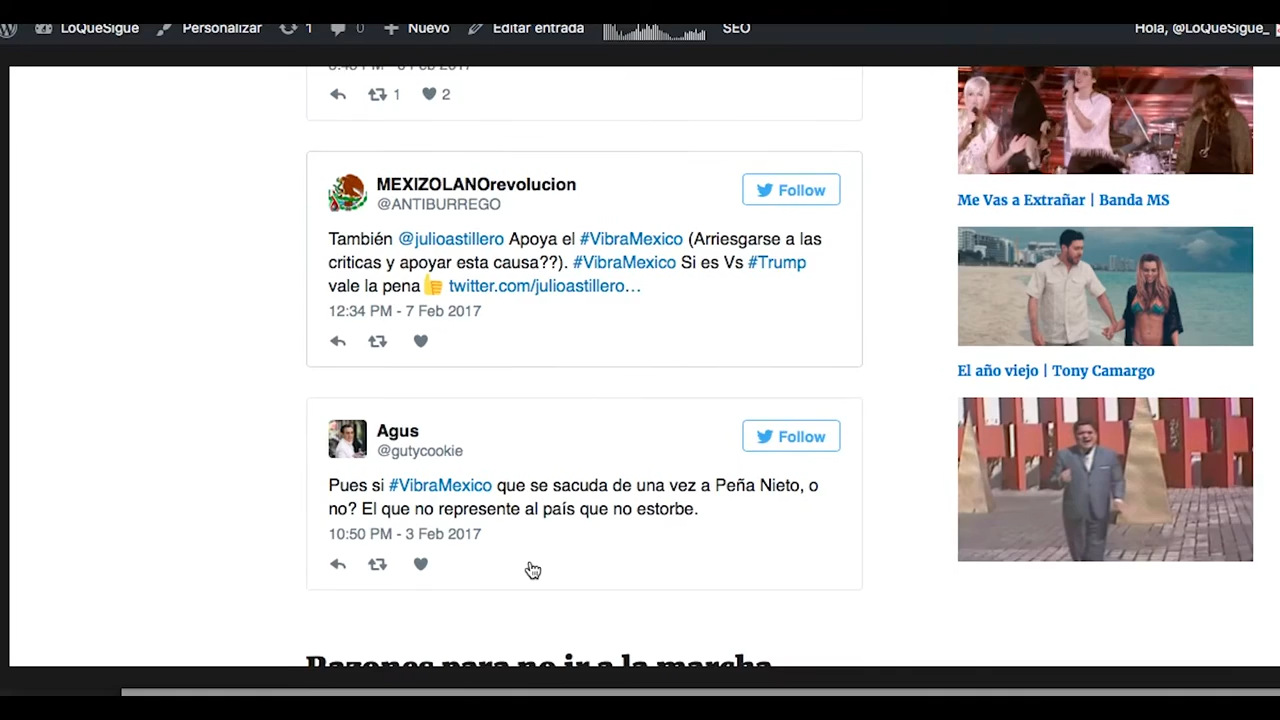 LoQueSigue Personalizar 1 0 Nuevo Editar entrada SEO Hola, @LoQueSigue_
1 2
MEXIZOLANOrevolucion
@ANTIBURREGO
Follow
También @julioastillero Apoya el #VibraMexico (Arriesgarse a las
criticas y apoyar esta causa??). #VibraMexico Si es Vs #Trump
vale la pena twitter.com/julioastillero…
12:34 PM - 7 Feb 2017
Agus
@gutycookie
Follow
Pues si #VibraMexico que se sacuda de una vez a Peña Nieto, o
no? El que no represente al país que no estorbe.
10:50 PM - 3 Feb 2017
Razones para no ir a la marcha
Me Vas a Extrañar | Banda MS
El año viejo | Tony Camargo